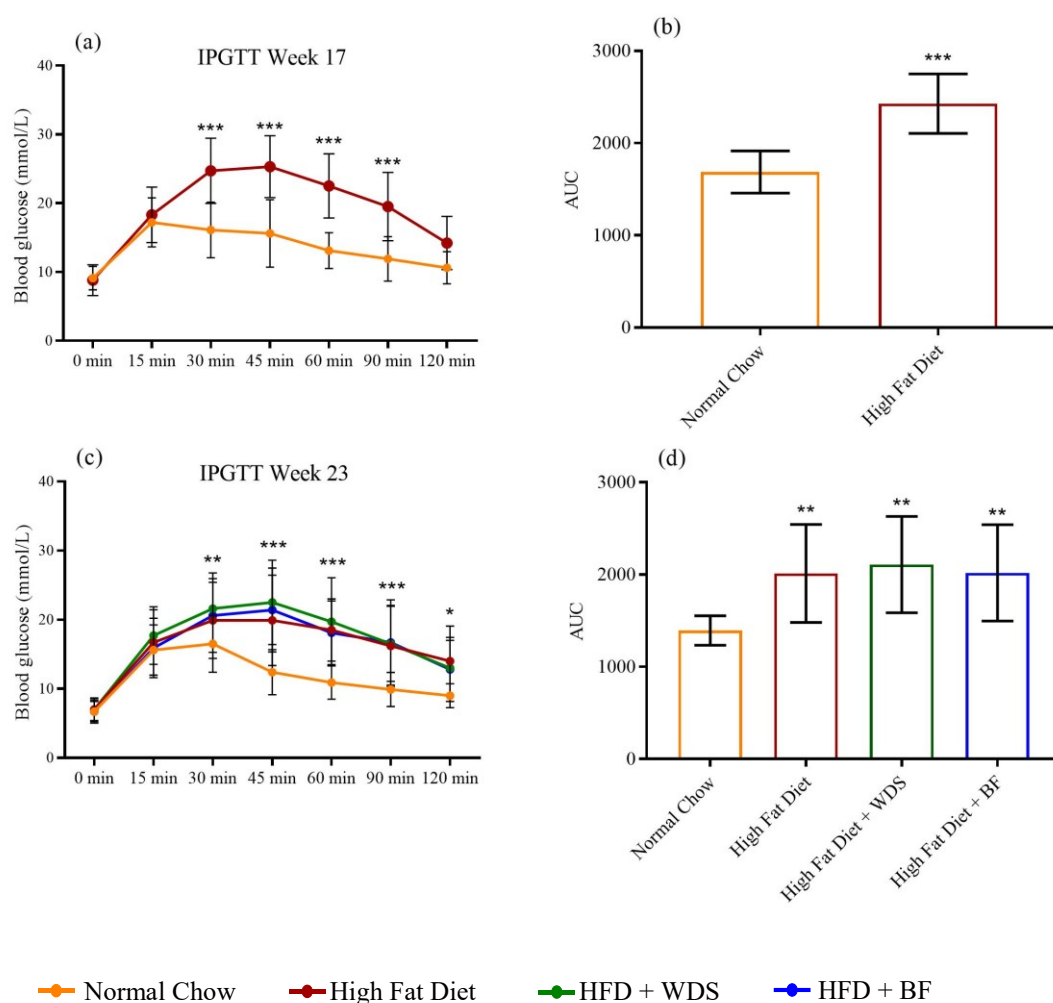 (a)
IPGTT Week 17
Blood glucose (mmol/L)
40
30
20
10
0
*** *** *** ***
0 min 15 min 30 min 45 min 60 min 90 min 120 min
(b)
AUC
3000
2000
1000
0
***
Normal Chow
High Fat Diet
(c)
IPGTT Week 23
Blood glucose (mmol/L)
40
30
20
10
0
** *** *** *** *
0 min 15 min 30 min 45 min 60 min 90 min 120 min
(d)
AUC
3000
2000
1000
0
** ** **
Normal Chow
High Fat Diet
High Fat Diet + WDS
High Fat Diet + BF
Normal Chow High Fat Diet HFD + WDS HFD + BF